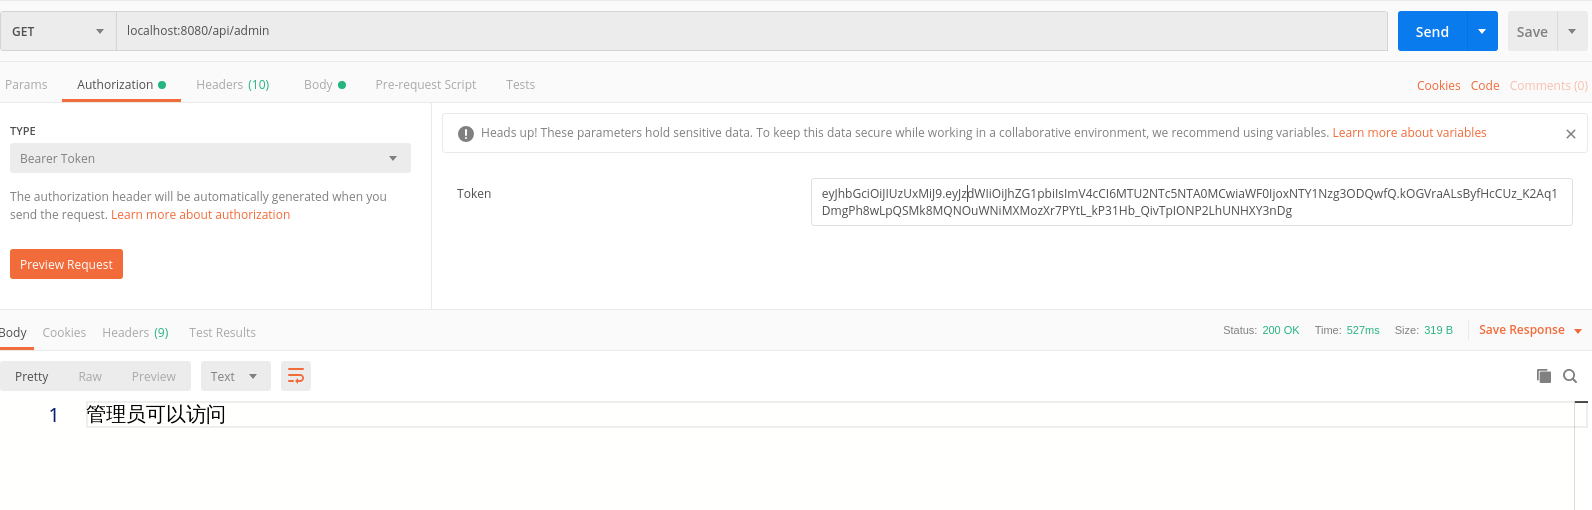 GET localhost:8080/api/admin Send Save
Params Authorization Headers (10) Body Pre-request Script Tests Cookies Code Comments (0)
TYPE
Bearer Token
The authorization header will be automatically generated when you
send the request. Learn more about authorization
Preview Request
Heads up! These parameters hold sensitive data. To keep this data secure while working in a collaborative environment, we recommend using variables. Learn more about variables
Token
eyJhbGciOiJIUzUxMiJ9.eyJzdWIiOiJhZG1pbiIsImV4cCI6MTU2NTc5NTA0MCwiaWF0IjoxNTY1Nzg3ODQwfQ.kOGVraALsByfHcCUz_K2Aq1
DmgPh8wLpQSMk8MQNOuWNiMXMozXr7PYtL_kP31Hb_QivTpIONP2LhUNHXY3nDg
Body Cookies Headers (9) Test Results Status: 200 OK Time: 527ms Size: 319 B Save Response
Pretty Raw Preview Text
1 管理员可以访问